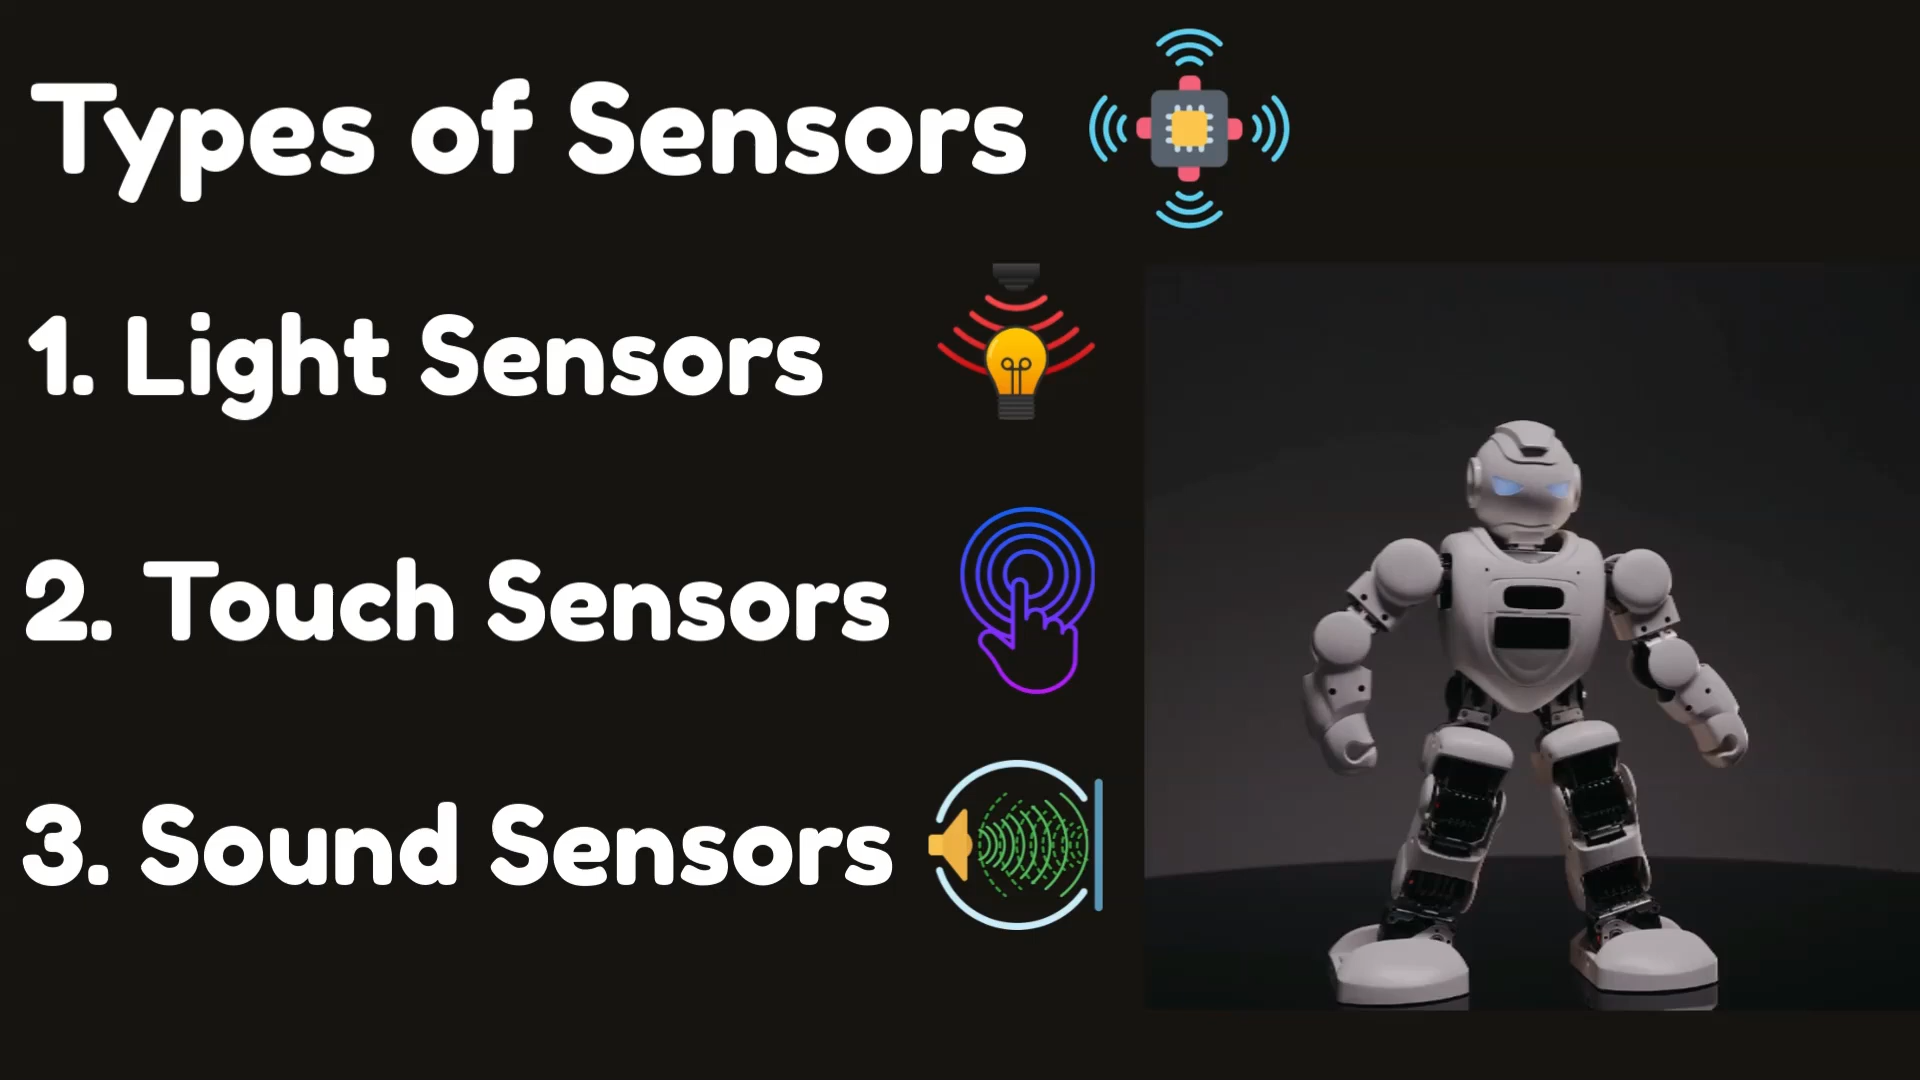 Types of Sensors
1. Light Sensors
2. Touch Sensors
3. Sound Sensors